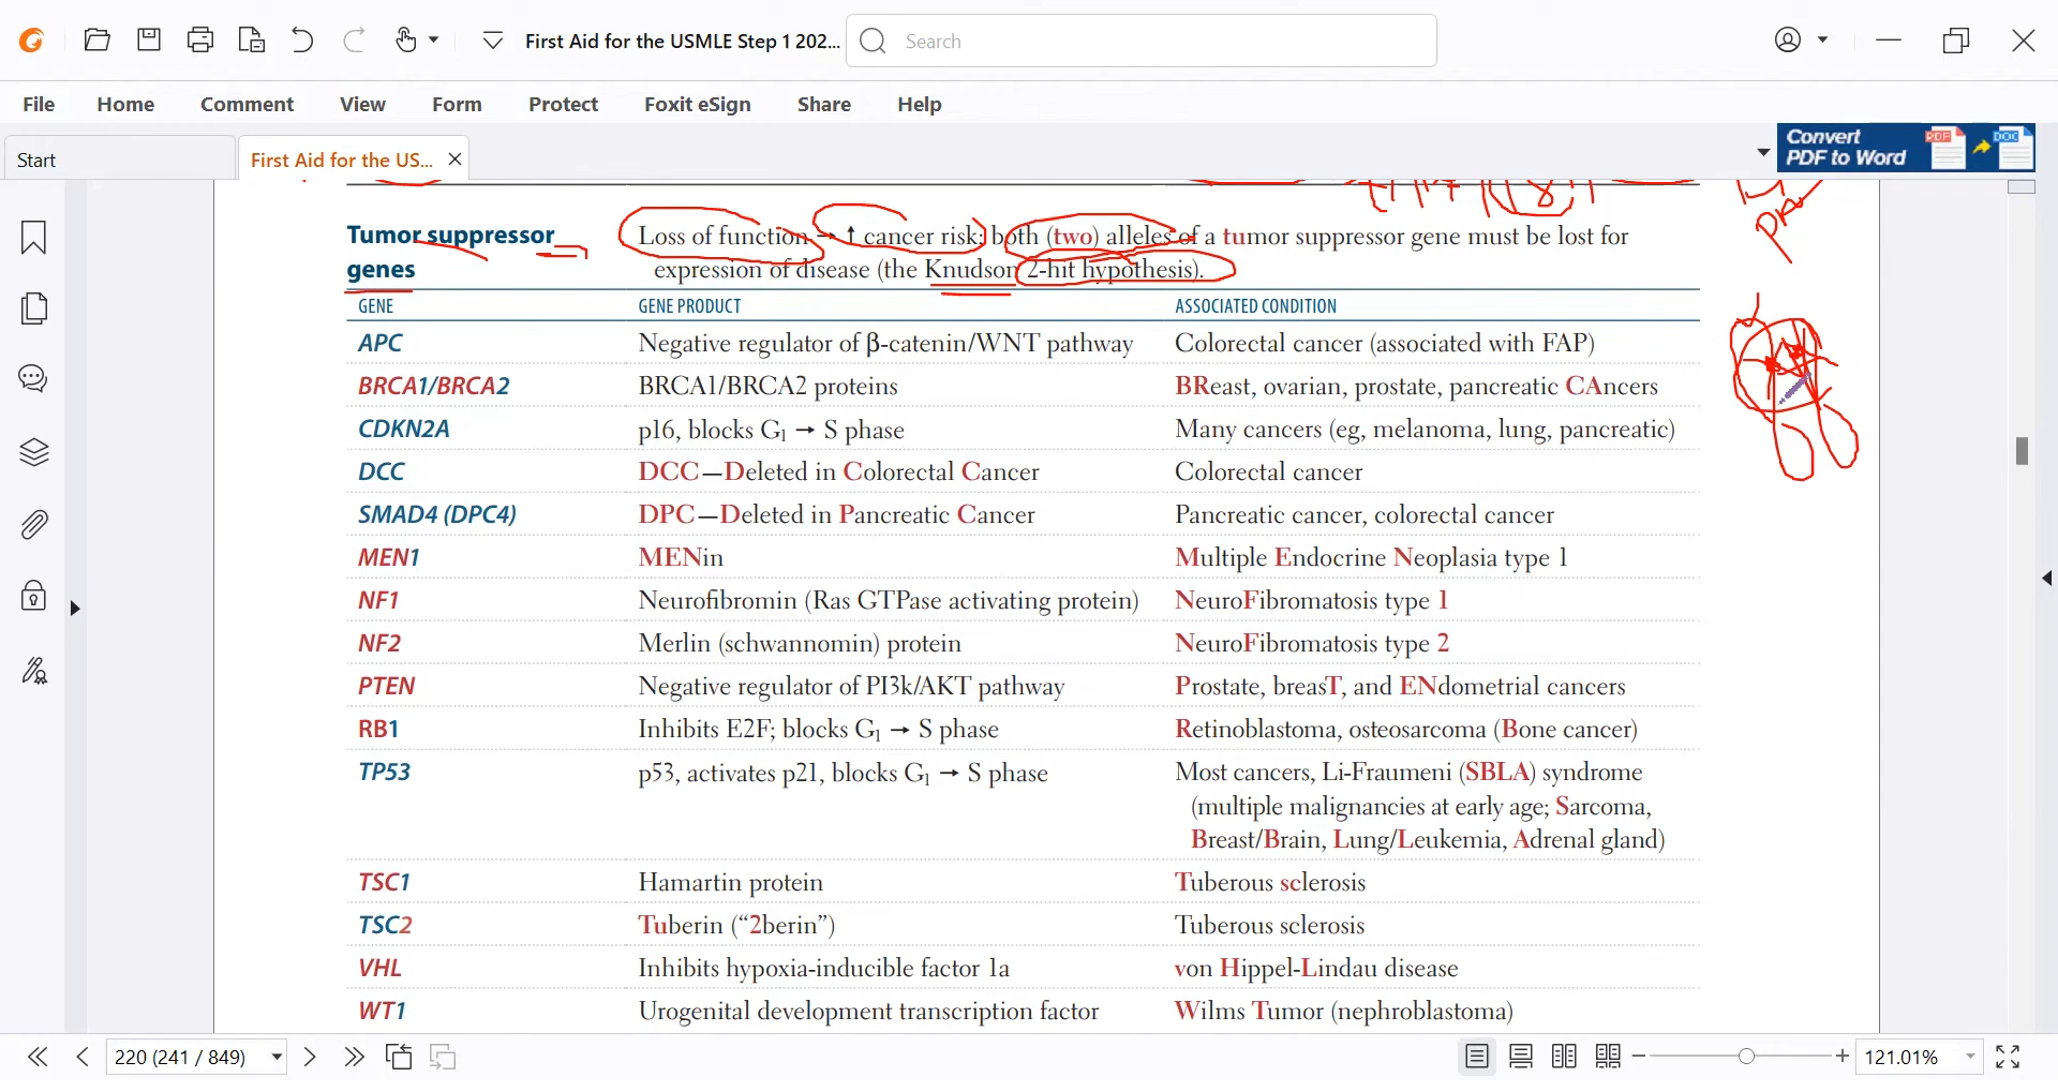 First Aid for the USMLE Step 1 202...
Search
File Home Comment View Form Protect Foxit eSign Share Help
Start
First Aid for the US...
Convert PDF to Word
PDF DOC
Tumor suppressor genes
Loss of function → ↑ cancer risk; both (two) alleles of a tumor suppressor gene must be lost for
expression of disease (the Knudson 2-hit hypothesis).
GENE GENE PRODUCT ASSOCIATED CONDITION
APC Negative regulator of β-catenin/WNT pathway Colorectal cancer (associated with FAP)
BRCA1/BRCA2 BRCA1/BRCA2 proteins BReast, ovarian, prostate, pancreatic CAncers
CDKN2A p16, blocks G₁ → S phase Many cancers (eg, melanoma, lung, pancreatic)
DCC DCC—Deleted in Colorectal Cancer Colorectal cancer
SMAD4 (DPC4) DPC—Deleted in Pancreatic Cancer Pancreatic cancer, colorectal cancer
MEN1 MENin Multiple Endocrine Neoplasia type 1
NF1 Neurofibromin (Ras GTPase activating protein) NeuroFibromatosis type 1
NF2 Merlin (schwannomin) protein NeuroFibromatosis type 2
PTEN Negative regulator of PI3k/AKT pathway Prostate, breasT, and ENdometrial cancers
RB1 Inhibits E2F; blocks G₁ → S phase Retinoblastoma, osteosarcoma (Bone cancer)
TP53 p53, activates p21, blocks G₁ → S phase Most cancers, Li-Fraumeni (SBLA) syndrome
(multiple malignancies at early age; Sarcoma,
Breast/Brain, Lung/Leukemia, Adrenal gland)
TSC1 Hamartin protein Tuberous sclerosis
TSC2 Tuberin (“2berin”) Tuberous sclerosis
VHL Inhibits hypoxia-inducible factor 1a von Hippel-Lindau disease
WT1 Urogenital development transcription factor Wilms Tumor (nephroblastoma)
220 (241 / 849)
121.01%